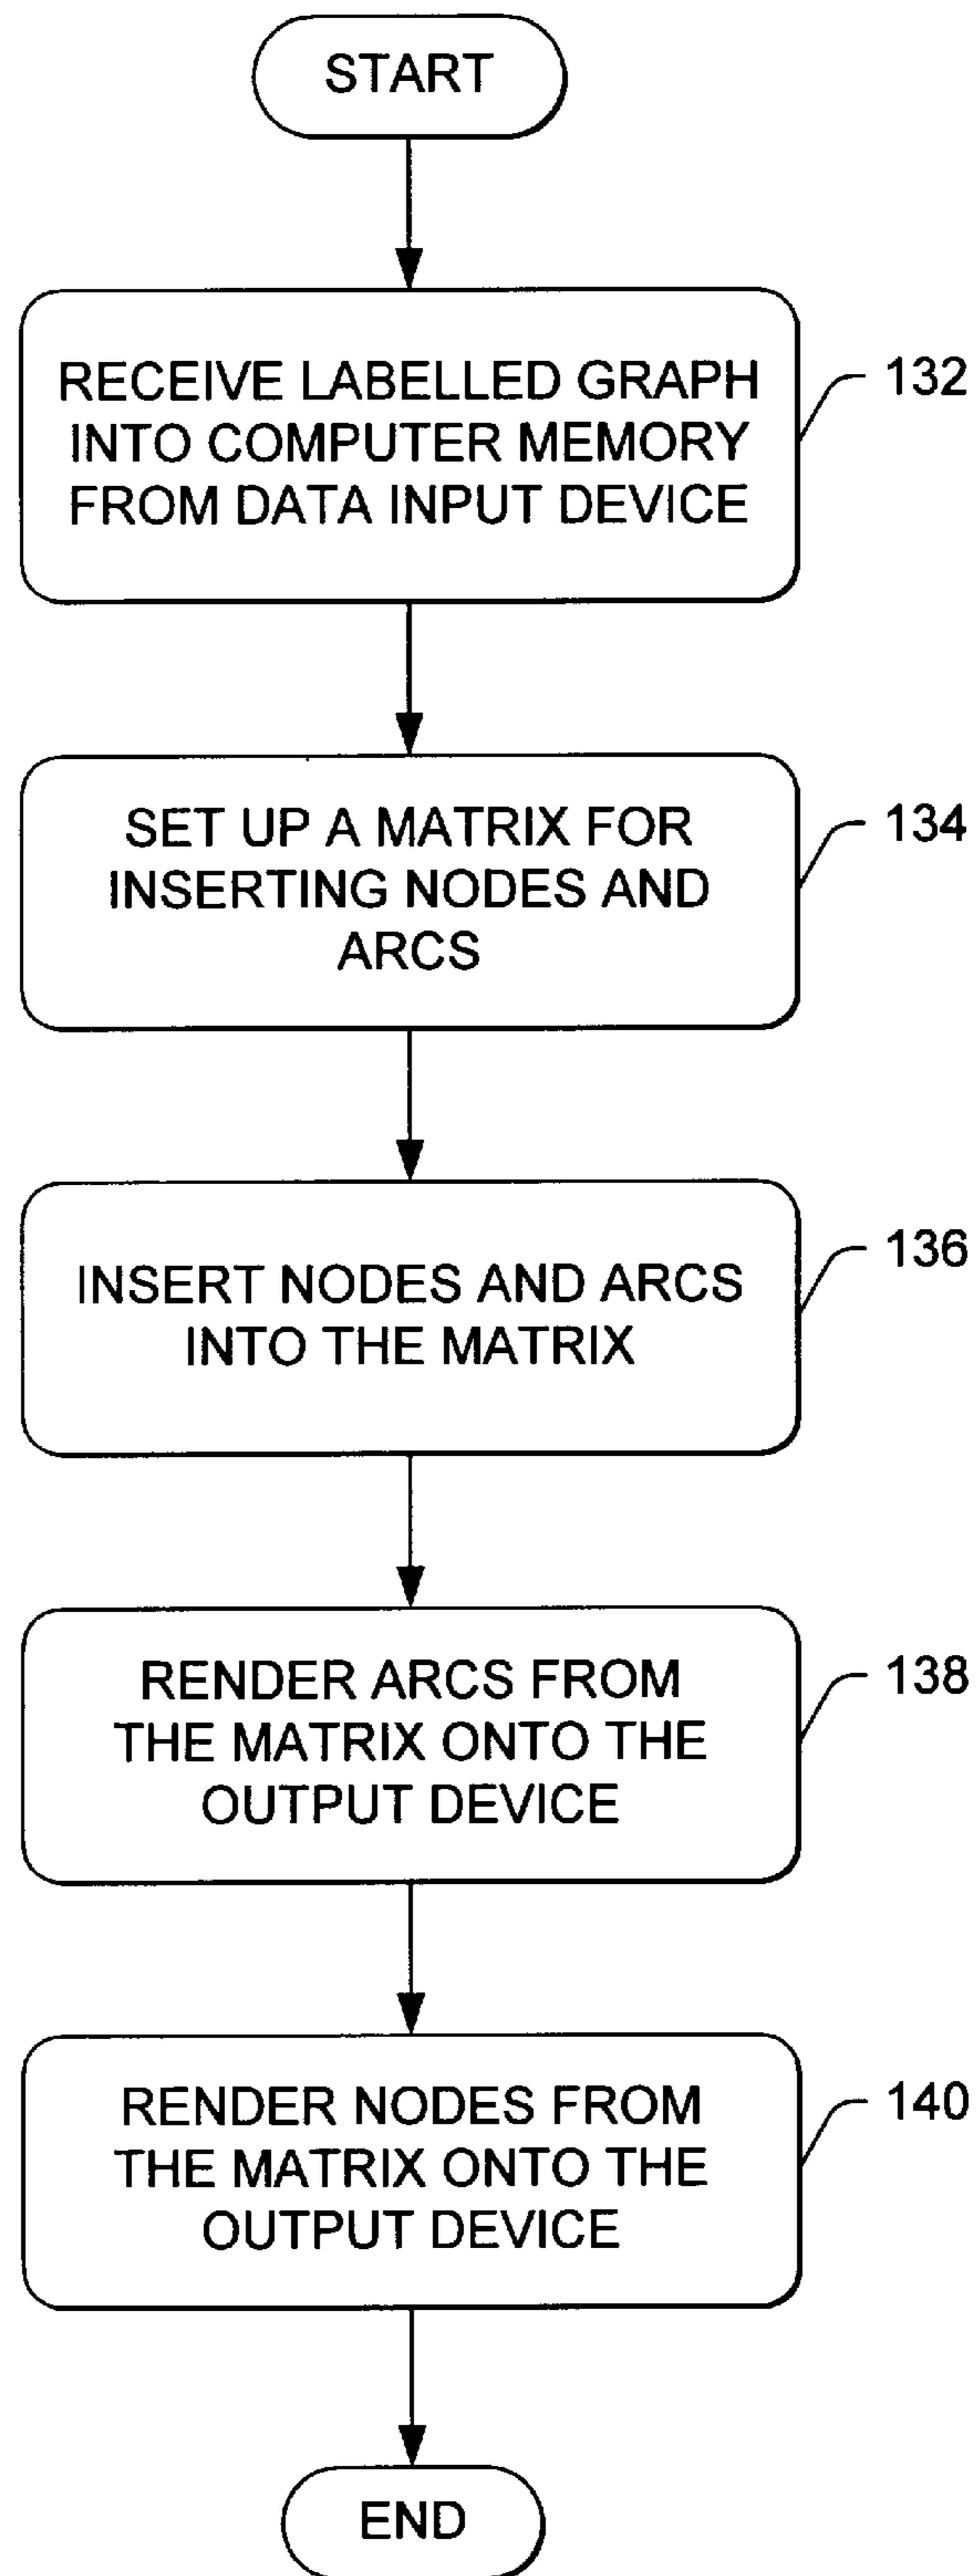 START
RECEIVE LABELLED GRAPH
INTO COMPUTER MEMORY
FROM DATA INPUT DEVICE
132
SET UP A MATRIX FOR
INSERTING NODES AND
ARCS
134
INSERT NODES AND ARCS
INTO THE MATRIX
136
RENDER ARCS FROM
THE MATRIX ONTO THE
OUTPUT DEVICE
138
RENDER NODES FROM
THE MATRIX ONTO THE
OUTPUT DEVICE
140
END